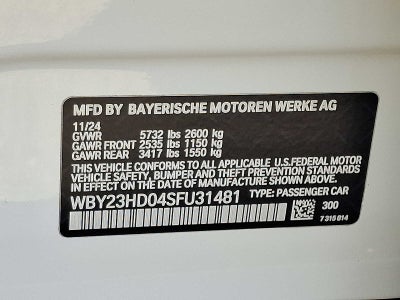 MFD BY BAYERISCHE MOTOREN WERKE AG
11/24
GVWR 5732 lbs 2600 kg
GAWR FRONT 2535 lbs 1150 kg
GAWR REAR 3417 lbs 1550 kg
THIS VEHICLE CONFORMS TO ALL APPLICABLE U.S.FEDERAL MOTOR
VEHICLE SAFETY, BUMPER, AND THEFT PREVENTION STANDARDS
IN EFFECT ON THE DATE OF MANUFACTURE SHOWN ABOVE.
WBY23HD04SFU31481 TYPE: PASSENGER CAR
300
7 315 014